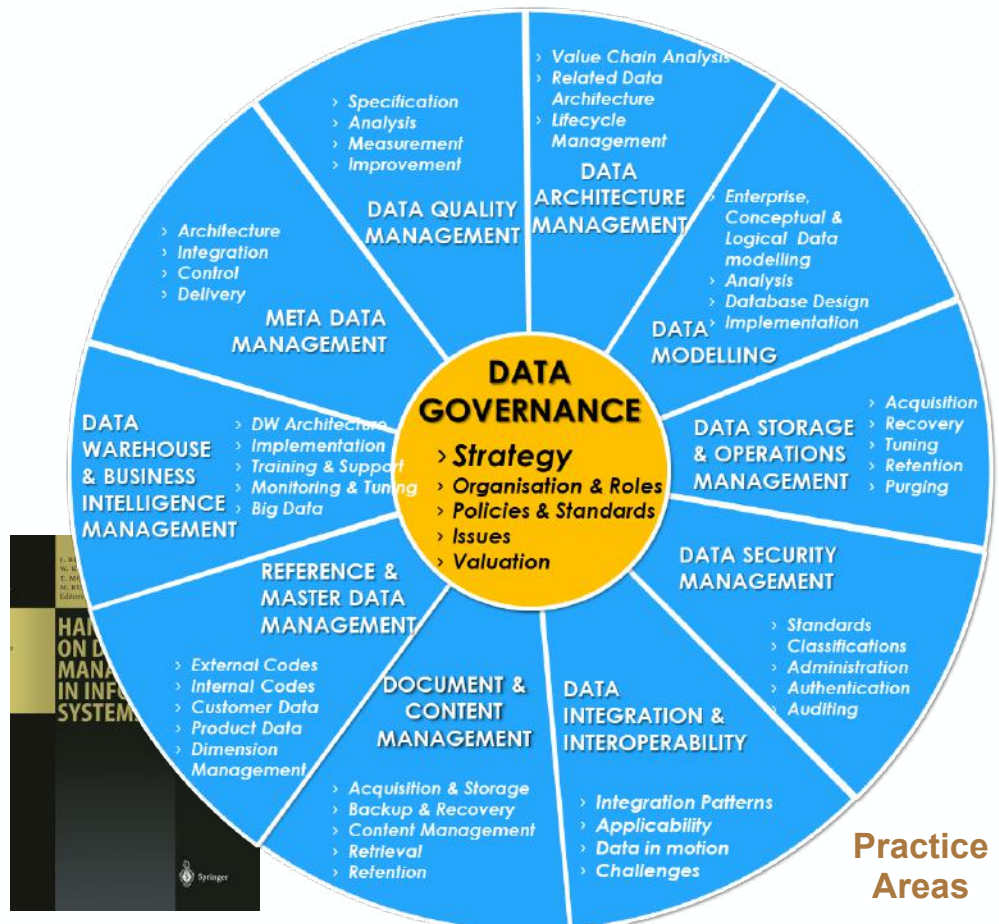 › Value Chain Analysis
› Related Data
Architecture
› Lifecycle
Management
DATA
ARCHITECTURE
MANAGEMENT
› Enterprise,
Conceptual &
Logical Data
modelling
› Analysis
› Database Design
› Implementation
DATA
MODELLING
› Acquisition
› Recovery
› Tuning
› Retention
› Purging
DATA STORAGE
& OPERATIONS
MANAGEMENT
DATA SECURITY
MANAGEMENT
› Standards
› Classifications
› Administration
› Authentication
› Auditing
DATA
INTEGRATION &
INTEROPERABILITY
› Integration Patterns
› Applicability
› Data in motion
› Challenges
DOCUMENT &
CONTENT
MANAGEMENT
› Acquisition & Storage
› Backup & Recovery
› Content Management
› Retrieval
› Retention
REFERENCE &
MASTER DATA
MANAGEMENT
› External Codes
› Internal Codes
› Customer Data
› Product Data
› Dimension
Management
DATA
WAREHOUSE
& BUSINESS
INTELLIGENCE
MANAGEMENT
› DW Architecture
› Implementation
› Training & Support
› Monitoring & Tuning
› Big Data
› Architecture
› Integration
› Control
› Delivery
META DATA
MANAGEMENT
› Specification
› Analysis
› Measurement
› Improvement
DATA QUALITY
MANAGEMENT
DATA
GOVERNANCE
› Strategy
› Organisation & Roles
› Policies & Standards
› Issues
› Valuation
HAN
ON D
MANA
IN INFO
SYSTEM
Springer
Practice
Areas